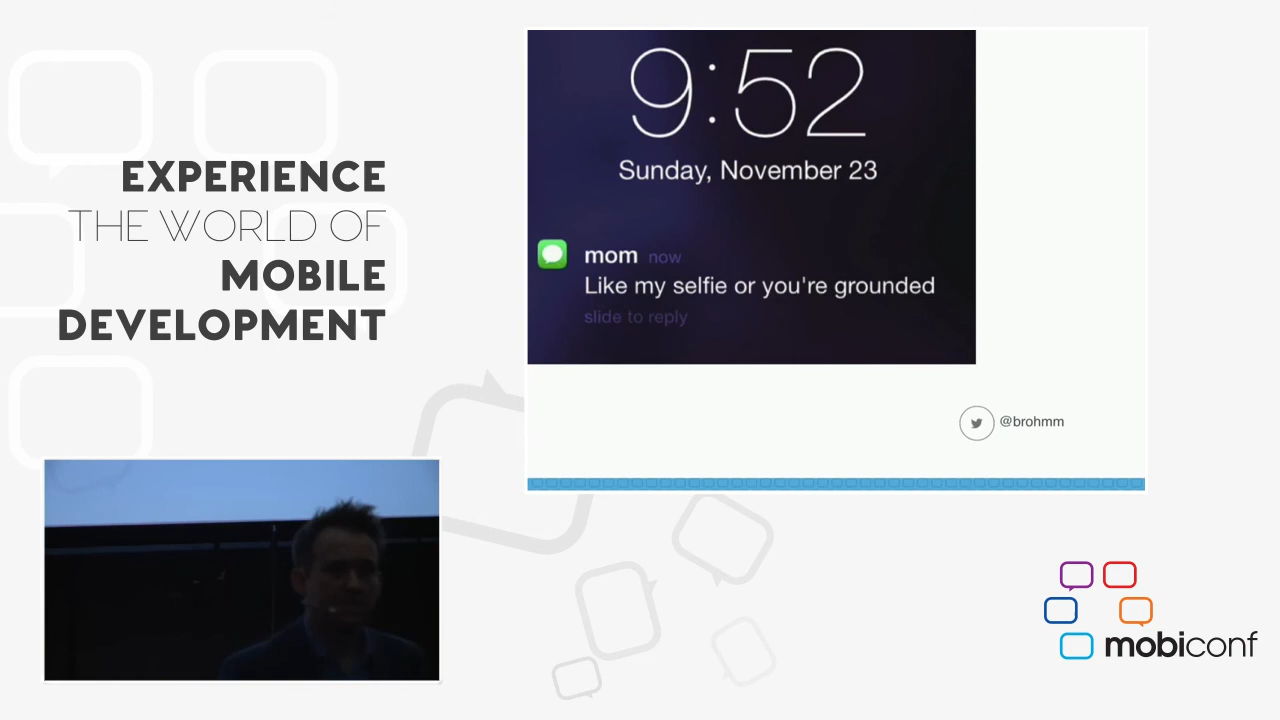 EXPERIENCE
THE WORLD OF
MOBILE
DEVELOPMENT
9:52
Sunday, November 23
mom now
Like my selfie or you're grounded
slide to reply
@brohmm
mobiconf